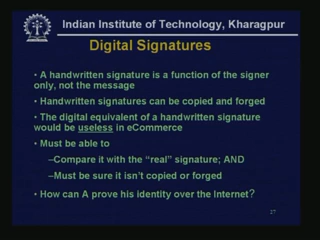 Indian Institute of Technology, Kharagpur
Digital Signatures
• A handwritten signature is a function of the signer
only, not the message
• Handwritten signatures can be copied and forged
• The digital equivalent of a handwritten signature
would be useless in eCommerce
• Must be able to
–Compare it with the “real” signature; AND
–Must be sure it isn’t copied or forged
• How can A prove his identity over the Internet?
27